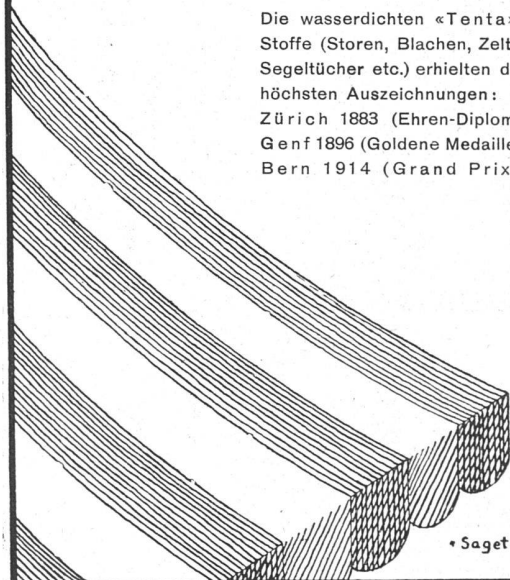 Die wasserdichten «Tenta»
Stoffe (Storen, Blachen, Zelt
Segeltücher etc.) erhielten d
höchsten Auszeichnungen:
Zürich 1883 (Ehren-Diplom
Genf 1896 (Goldene Medaille
Bern 1914 (Grand Prix
• Saget